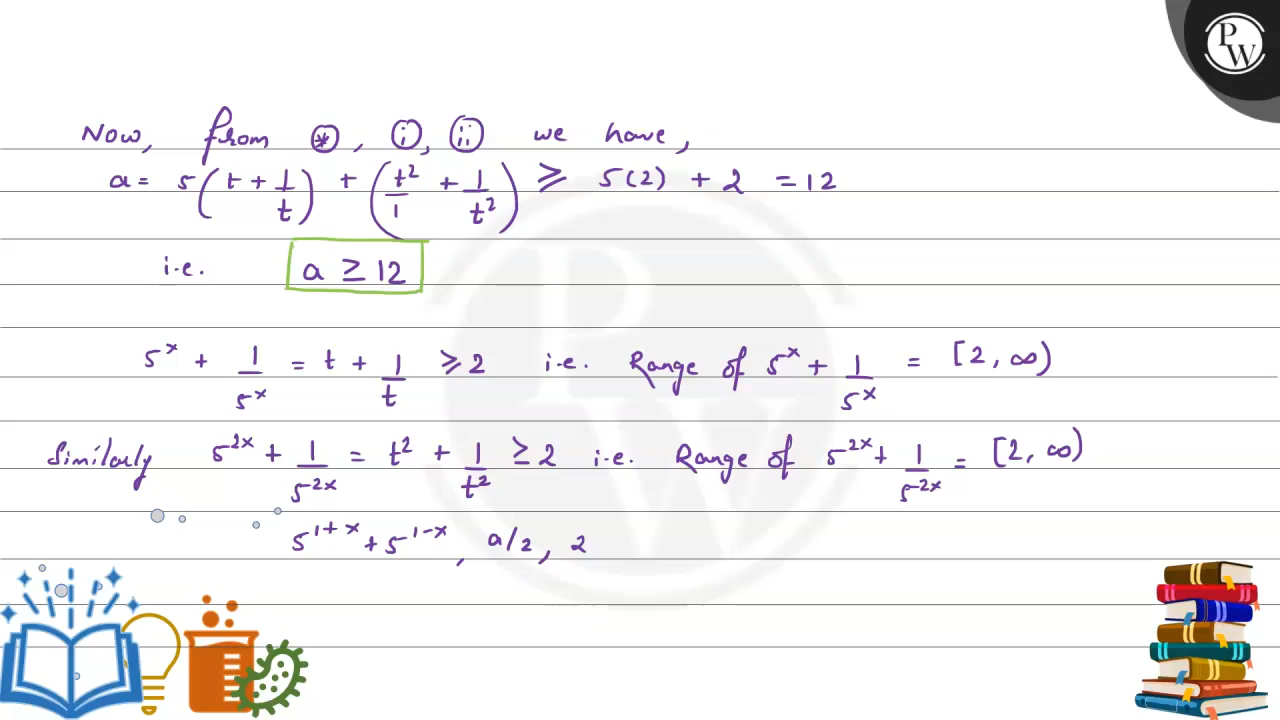 PW
Now, from ⊛, ⓘ, ⓘⓘ we have,
a = 5(t + 1/t) + (t²/1 + 1/t²) ≥ 5(2) + 2 = 12
i.e. a ≥ 12
5^x + 1/5^x = t + 1/t ≥ 2 i.e. Range of 5^x + 1/5^x = [2, ∞)
Similarly 5^2x + 1/5^2x = t² + 1/t² ≥ 2 i.e. Range of 5^2x + 1/5^2x = [2, ∞)
5^1+x + 5^1-x, a/2, 2